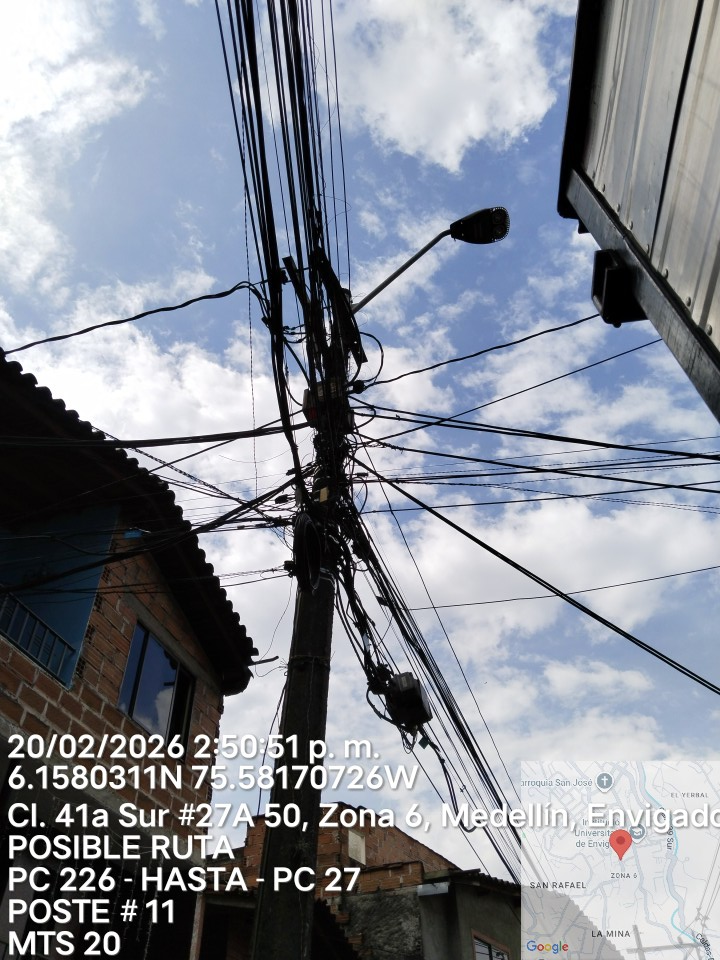 20/02/2026 2:50:51 p. m.
6.1580311N 75.58170726W
Cl. 41a Sur #27A 50, Zona 6, Medellín, Envigado
POSIBLE RUTA
PC 226 - HASTA - PC 27
POSTE # 11
MTS 20
San José
EL YERBAL
de Envig
ZONA 6
SAN RAFAEL
LA MINA
Google